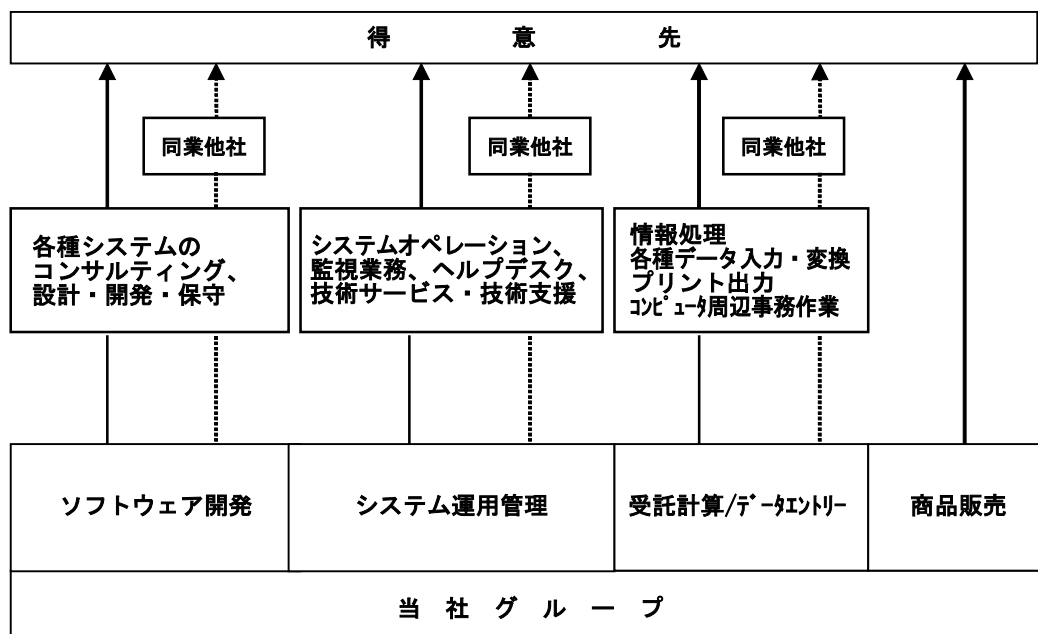 得意先
同業他社
同業他社
同業他社
各種システムの
コンサルティング、
設計・開発・保守
システムオペレーション、
監視業務、ヘルプデスク、
技術サービス・技術支援
情報処理
各種データ入力・変換
プリント出力
ｺﾝﾋﾟｭｰﾀ周辺事務作業
ソフトウェア開発
システム運用管理
受託計算/ﾃﾞｰﾀｴﾝﾄﾘｰ
商品販売
当社グループ